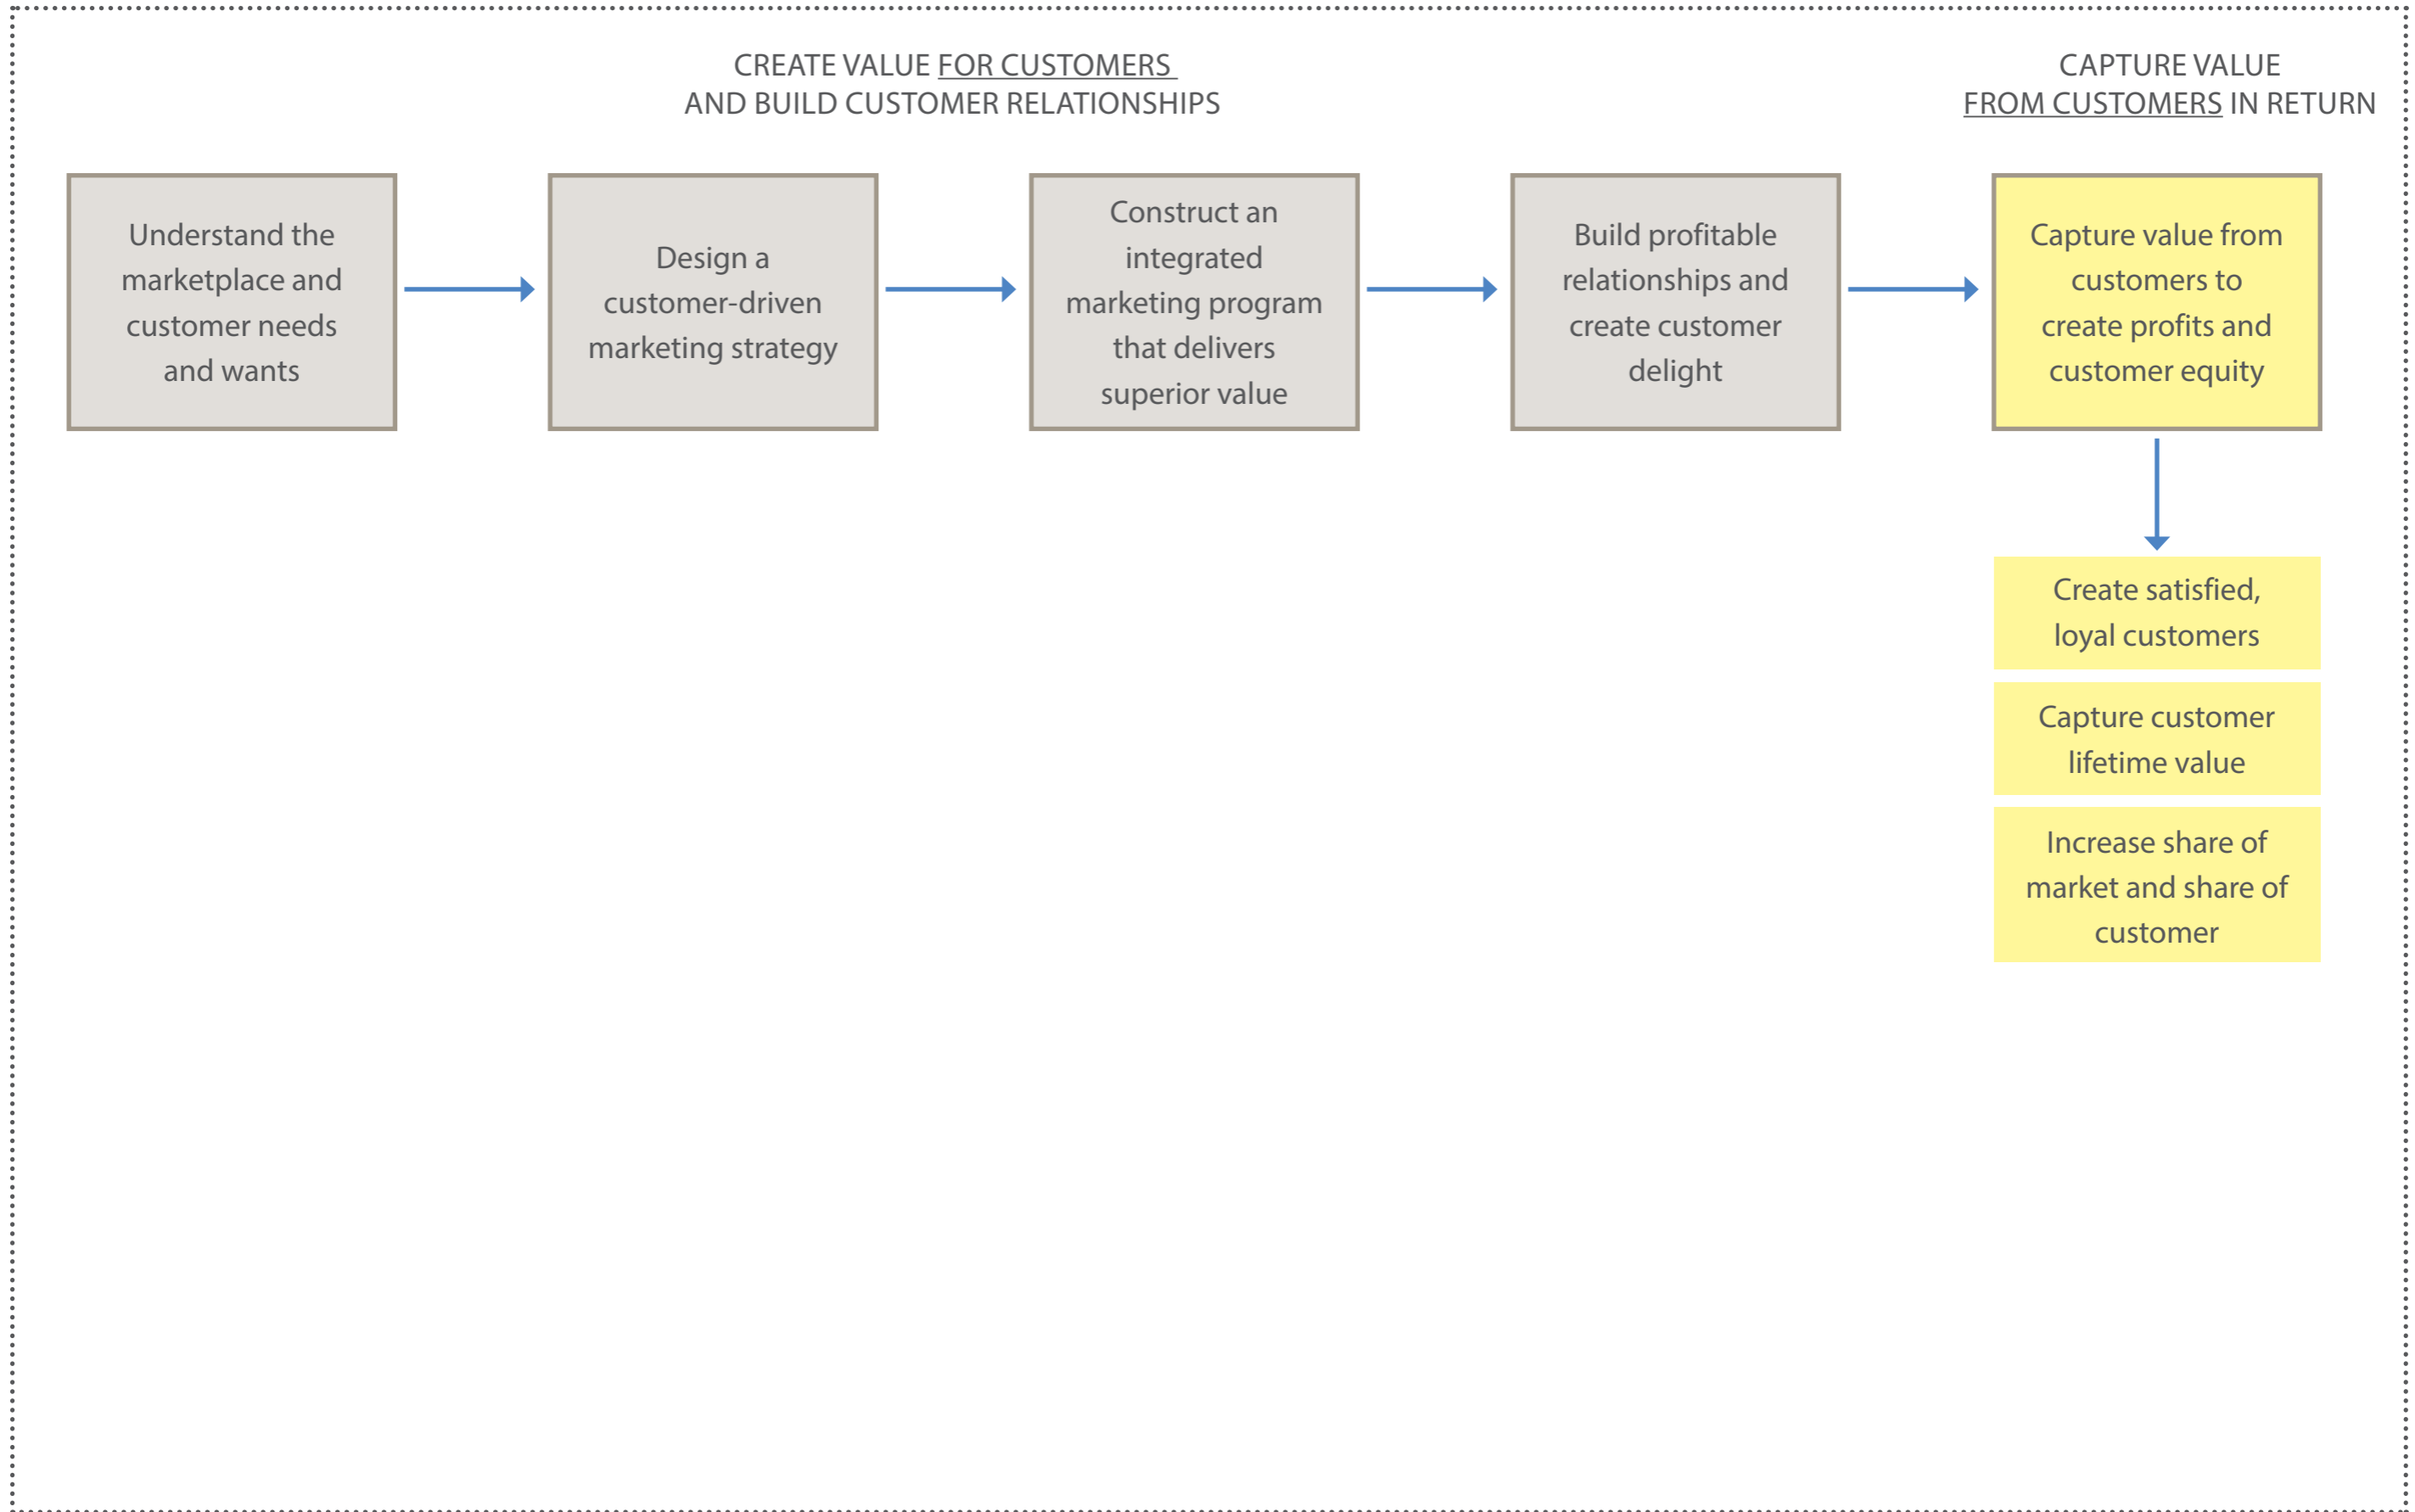 CREATE VALUE FOR CUSTOMERS
AND BUILD CUSTOMER RELATIONSHIPS
CAPTURE VALUE
FROM CUSTOMERS IN RETURN
Understand the
marketplace and
customer needs
and wants
Design a
customer-driven
marketing strategy
Construct an
integrated
marketing program
that delivers
superior value
Build profitable
relationships and
create customer
delight
Capture value from
customers to
create profits and
customer equity
Create satisfied,
loyal customers
Capture customer
lifetime value
Increase share of
market and share of
customer